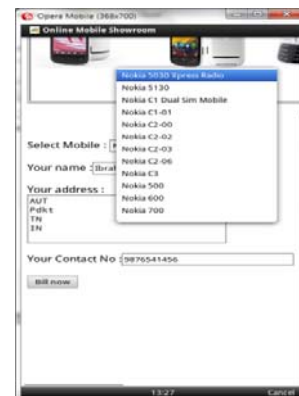 Opera Mobile (368x700)
Online Mobile Showroom
Nokia 5030 Xpress Radio
Nokia 5130
Nokia C1 Dual Sim Mobile
Nokia C1-01
Nokia C2-00
Nokia C2-02
Nokia C2-03
Nokia C2-06
Nokia C3
Nokia 500
Nokia 600
Nokia 700
Select Mobile :
Your name : Ibra
Your address :
AUT
Pdkt
TN
IN
Your Contact No : 9876541456
Bill now
13:27
Cancel